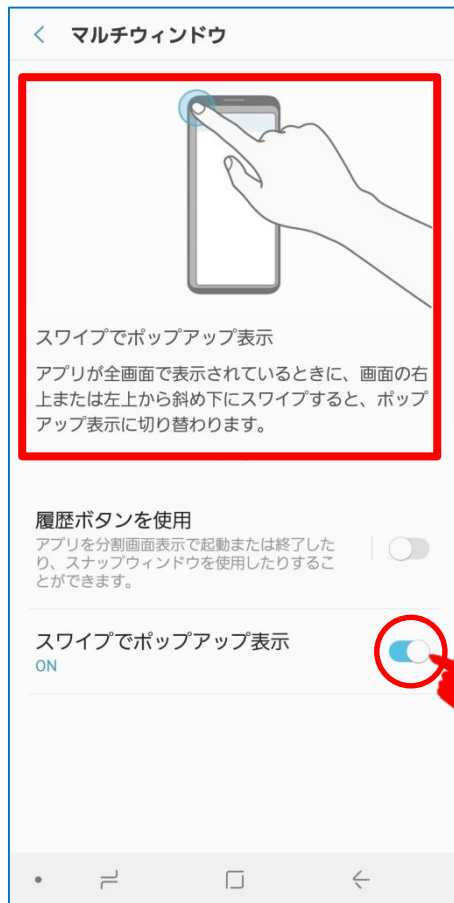 マルチウィンドウ
スワイプでポップアップ表示
アプリが全画面で表示されているときに、画面の右
上または左上から斜め下にスワイプすると、ポップ
アップ表示に切り替わります。
履歴ボタンを使用
アプリを分割画面表示で起動または終了した
り、スナップウィンドウを使用したりするこ
とができます。
スワイプでポップアップ表示
ON